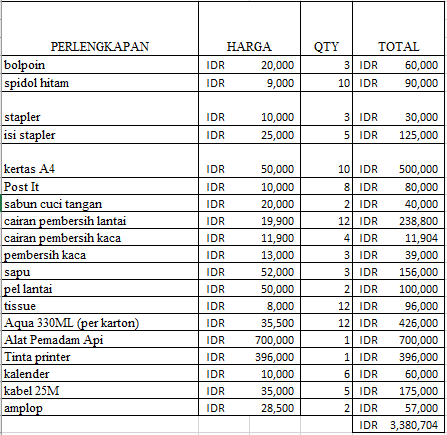 PERLENGKAPAN HARGA QTY TOTAL
bolpoin IDR 20,000 3 IDR 60,000
spidol hitam IDR 9,000 10 IDR 90,000
stapler IDR 10,000 3 IDR 30,000
isi stapler IDR 25,000 5 IDR 125,000
kertas A4 IDR 50,000 10 IDR 500,000
Post It IDR 10,000 8 IDR 80,000
sabun cuci tangan IDR 20,000 2 IDR 40,000
cairan pembersih lantai IDR 19,900 12 IDR 238,800
cairan pembersih kaca IDR 11,900 4 IDR 11,904
pembersih kaca IDR 13,000 3 IDR 39,000
sapu IDR 52,000 3 IDR 156,000
pel lantai IDR 50,000 2 IDR 100,000
tissue IDR 8,000 12 IDR 96,000
Aqua 330ML (per karton) IDR 35,500 12 IDR 426,000
Alat Pemadam Api IDR 700,000 1 IDR 700,000
Tinta printer IDR 396,000 1 IDR 396,000
kalender IDR 10,000 6 IDR 60,000
kabel 25M IDR 35,000 5 IDR 175,000
amplop IDR 28,500 2 IDR 57,000
IDR 3,380,704